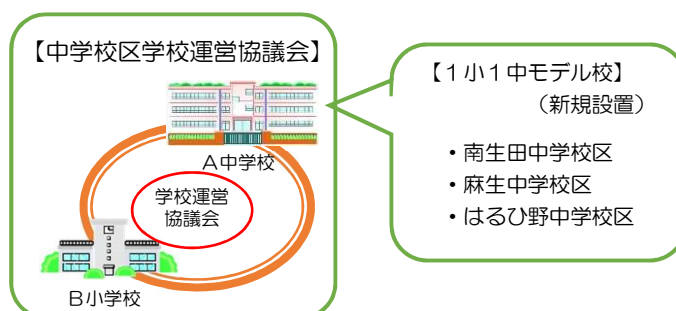 【中学校区学校運営協議会】
A中学校
学校運営
協議会
B小学校
【1小1中モデル校】
（新規設置）
・南生田中学校区
・麻生中学校区
・はるひ野中学校区